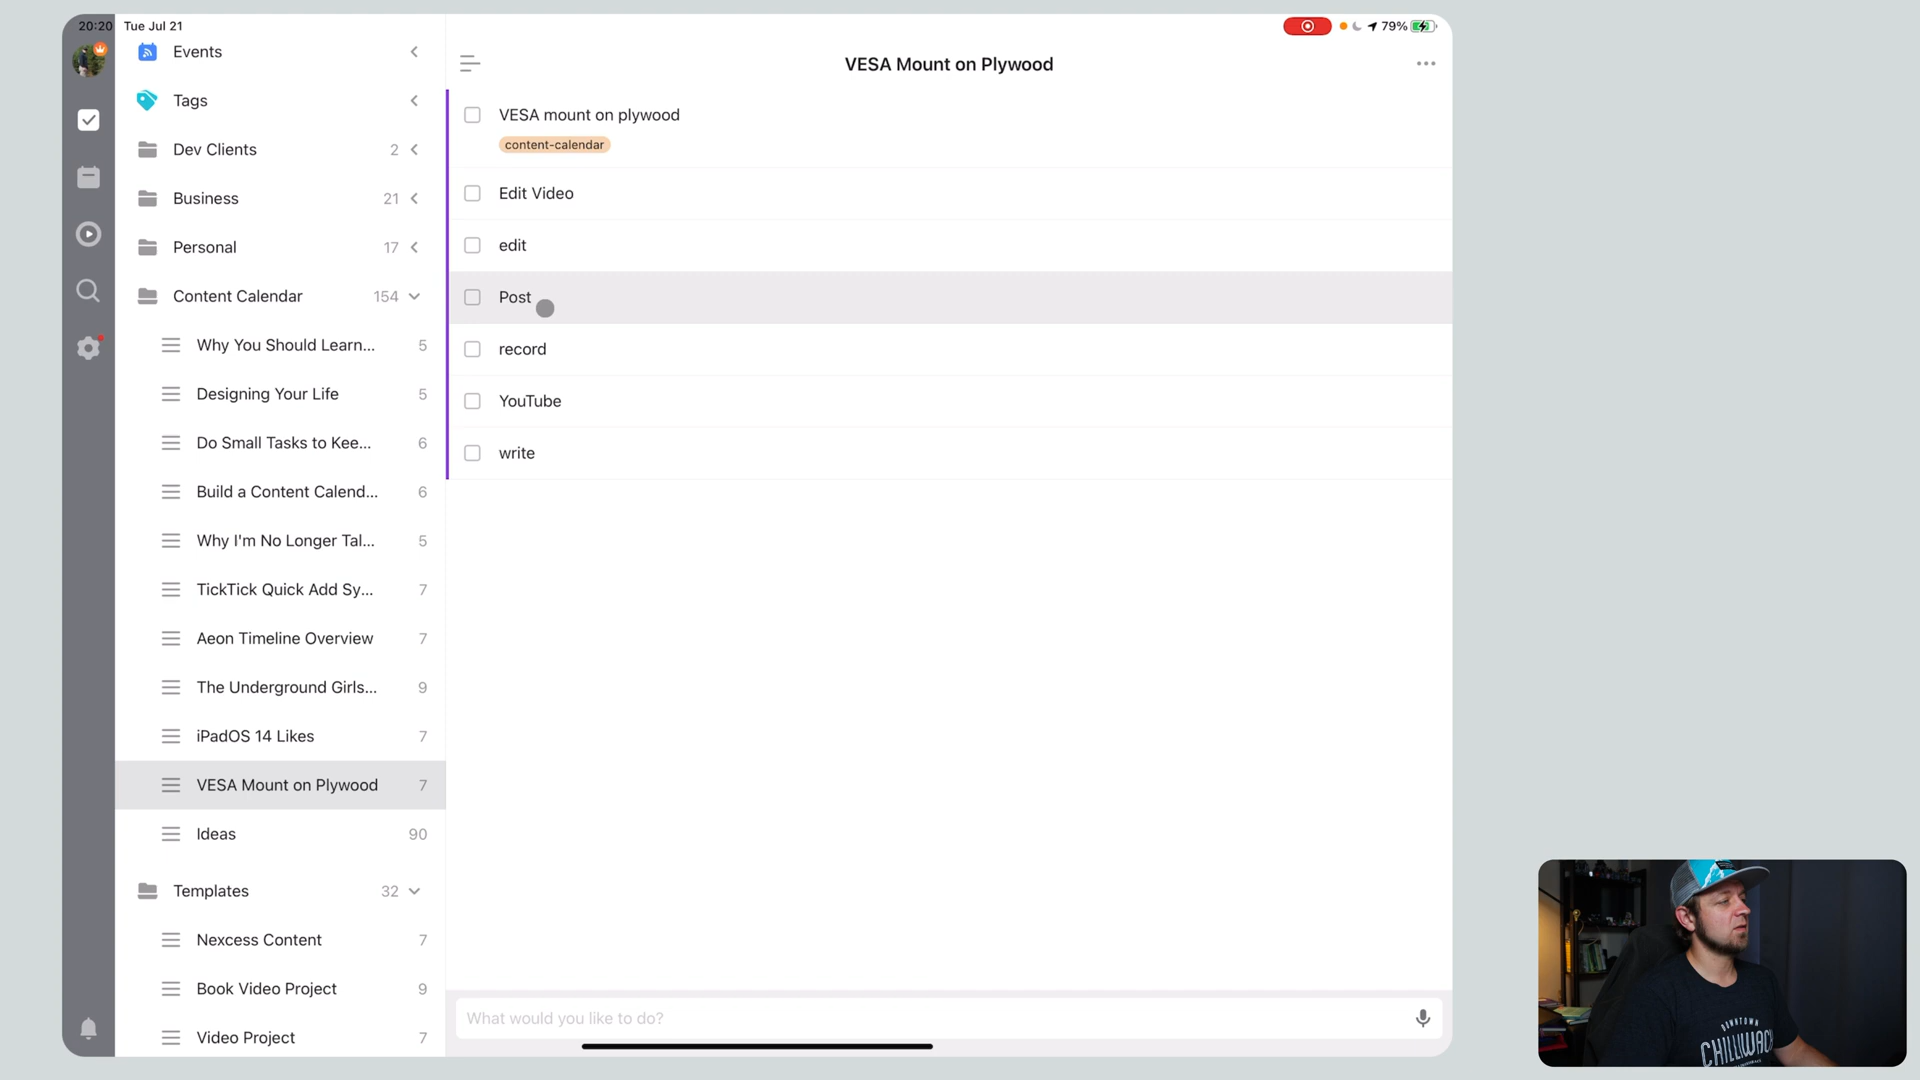 20:20 Tue Jul 21
79%
Events
Tags
Dev Clients 2
Business 21
Personal 17
Content Calendar 154
Why You Should Learn... 5
Designing Your Life 5
Do Small Tasks to Kee... 6
Build a Content Calend... 6
Why I'm No Longer Tal... 5
TickTick Quick Add Sy... 7
Aeon Timeline Overview 7
The Underground Girls... 9
iPadOS 14 Likes 7
VESA Mount on Plywood 7
Ideas 90
Templates 32
Nexcess Content 7
Book Video Project 9
Video Project 7
VESA Mount on Plywood
VESA mount on plywood
content-calendar
Edit Video
edit
Post
record
YouTube
write
What would you like to do?
DOWNTOWN
CHILLIWACK